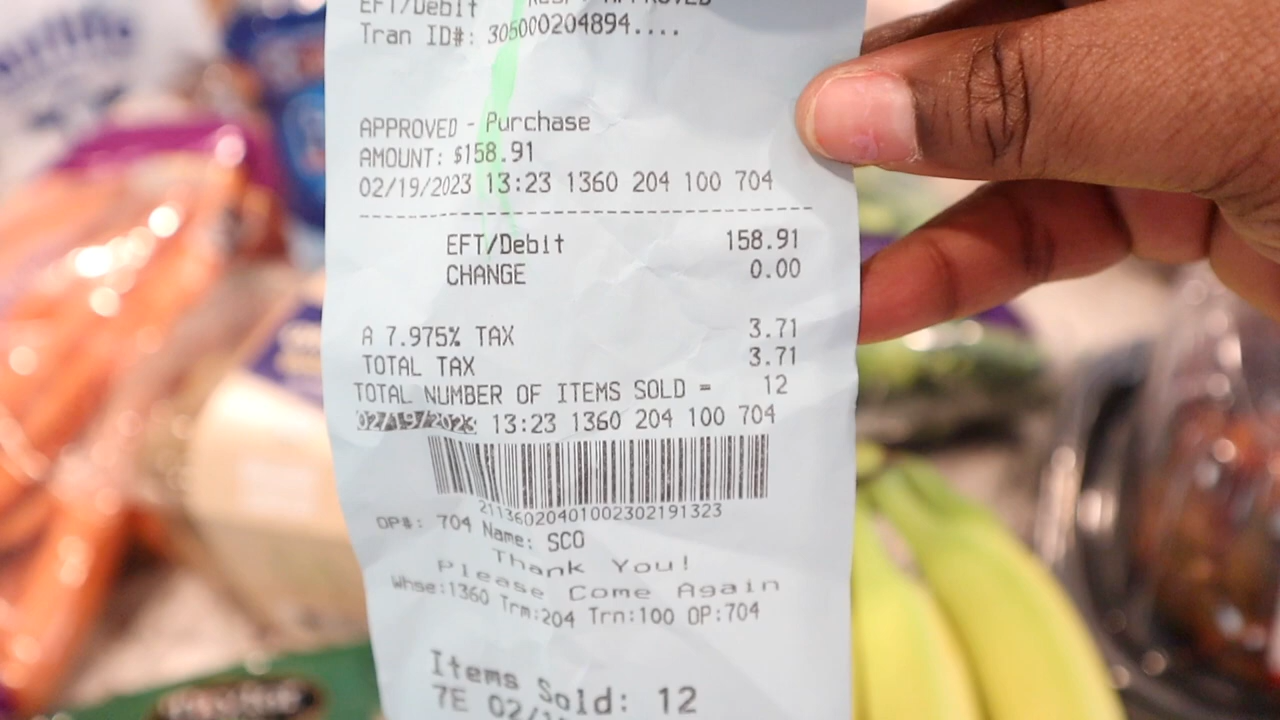 EFT/Debit
Tran ID#: 305000204894....
APPROVED - Purchase
AMOUNT: $158.91
02/19/2023 13:23 1360 204 100 704
EFT/Debit 158.91
CHANGE 0.00
A 7.975% TAX 3.71
TOTAL TAX 3.71
TOTAL NUMBER OF ITEMS SOLD = 12
02/19/2023 13:23 1360 204 100 704
21136020401002302191323
OP#: 704 Name: SCO
Thank You!
Please Come Again
Whse:1360 Trm:204 Trn:100 OP:704
Items Sold: 12
7E